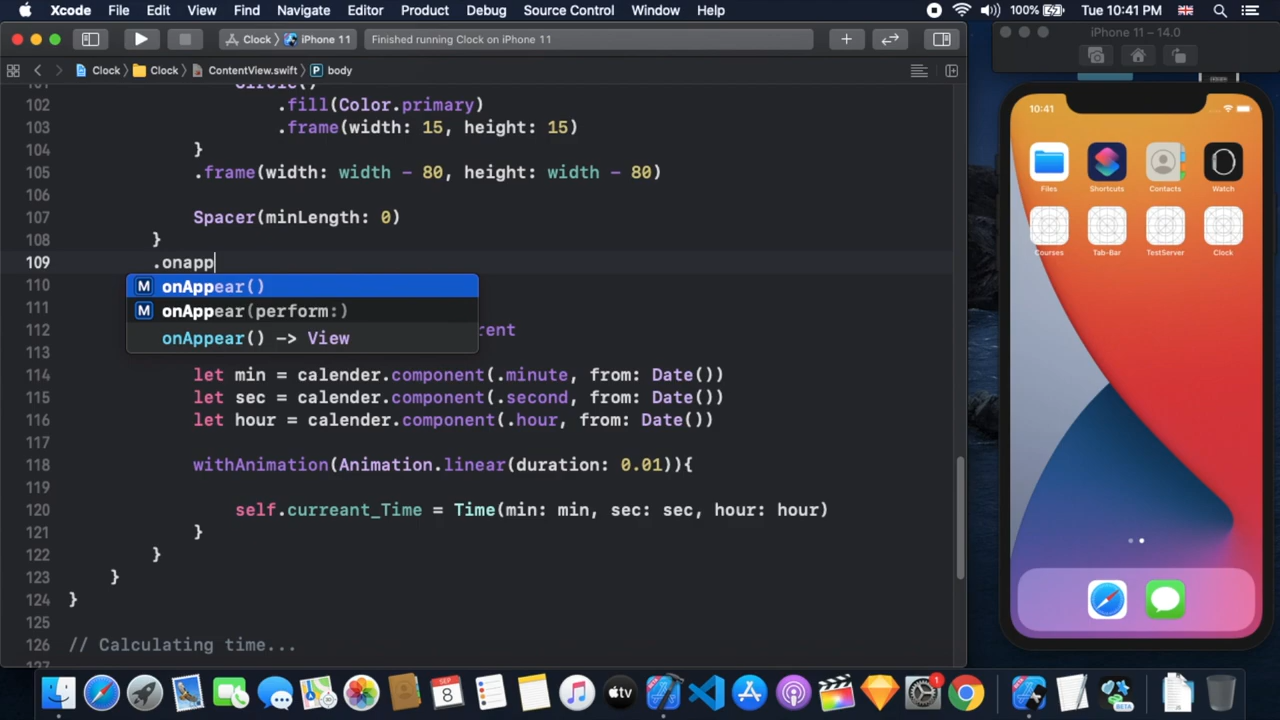 Xcode File Edit View Find Navigate Editor Product Debug Source Control Window Help 100% Tue 10:41 PM
Clock iPhone 11 Finished running Clock on iPhone 11
iPhone 11 – 14.0
Clock Clock ContentView.swift P body
Circle()
102 .fill(Color.primary)
103 .frame(width: 15, height: 15)
104 }
105 .frame(width: width - 80, height: width - 80)
106
107 Spacer(minLength: 0)
108 }
109 .onapp
110 M onAppear()
111 M onAppear(perform:)
112 onAppear() -> View rent
113
114 let min = calender.component(.minute, from: Date())
115 let sec = calender.component(.second, from: Date())
116 let hour = calender.component(.hour, from: Date())
117
118 withAnimation(Animation.linear(duration: 0.01)){
119
120 self.curreant_Time = Time(min: min, sec: sec, hour: hour)
121 }
122 }
123 }
124 }
125
126 // Calculating time...
10:41
Files Shortcuts Contacts Watch
Courses Tab-Bar TestServer Clock
SEP
8
tv
1
BETA